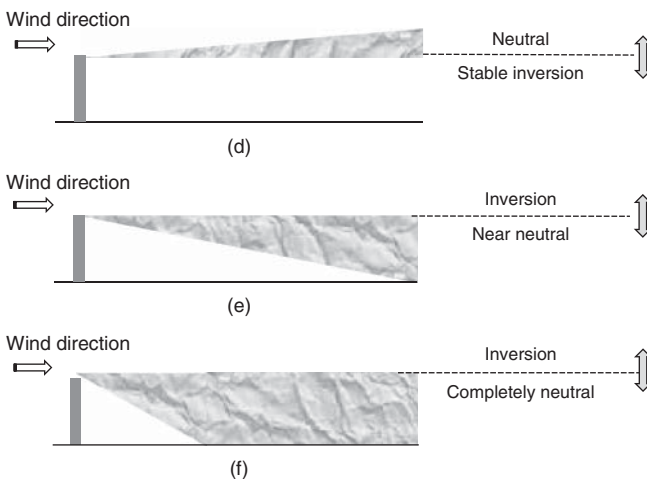 Wind direction
Neutral
Stable inversion
(d)
Wind direction
Inversion
Near neutral
(e)
Wind direction
Inversion
Completely neutral
(f)